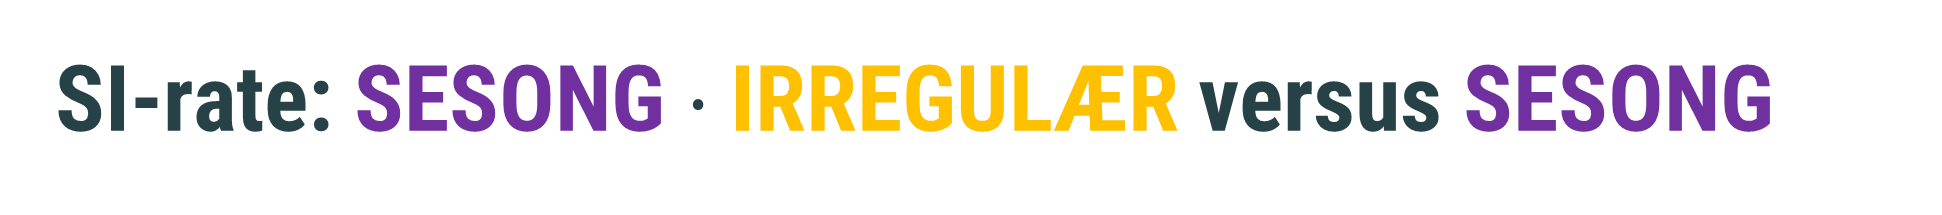 SI-rate: SESONG · IRREGULÆR versus SESONG